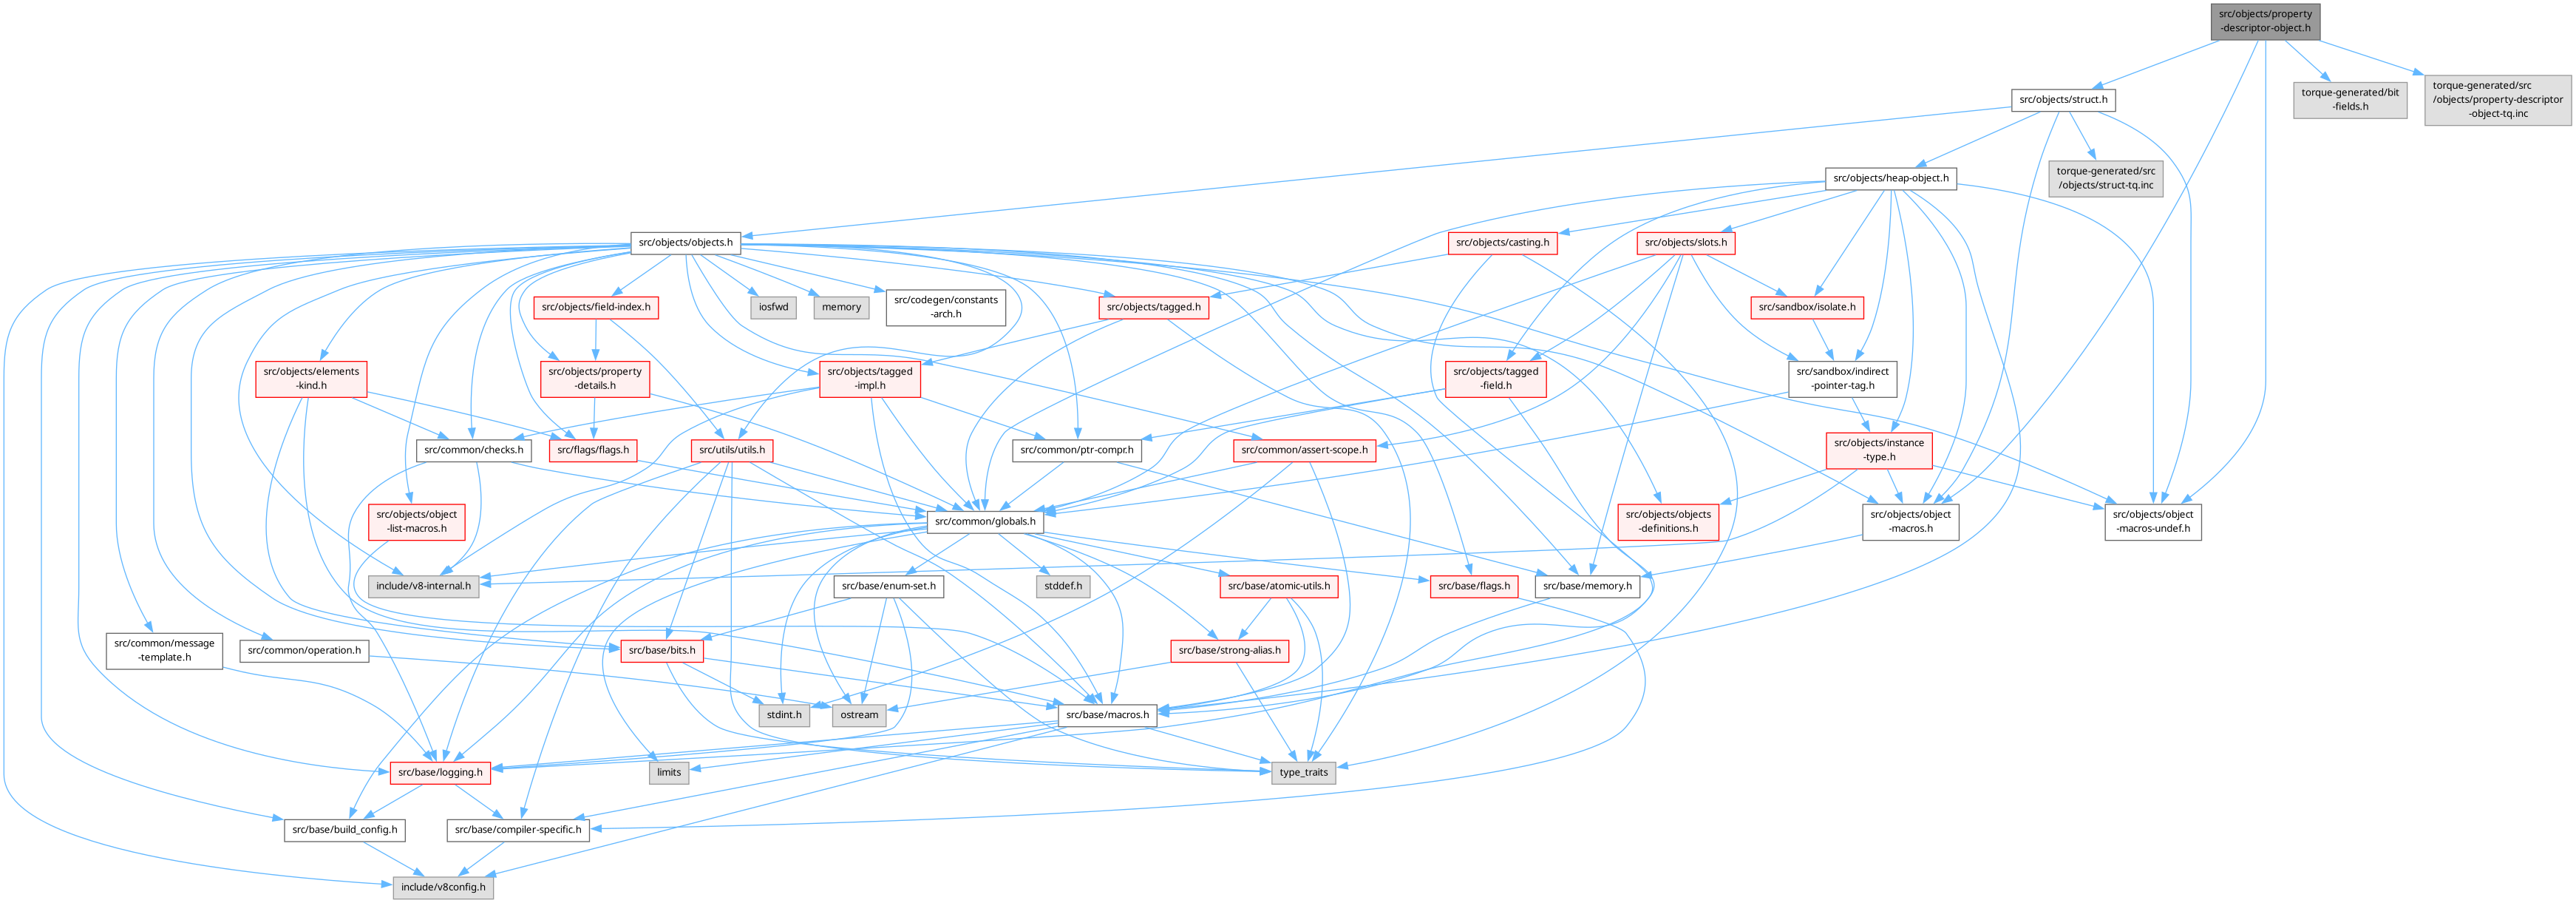 src/objects/property
-descriptor-object.h
src/objects/struct.h
torque-generated/bit
-fields.h
torque-generated/src
/objects/property-descriptor
-object-tq.inc
src/objects/heap-object.h
torque-generated/src
/objects/struct-tq.inc
src/objects/objects.h
src/objects/casting.h
src/objects/slots.h
src/objects/field-index.h
iosfwd
memory
src/codegen/constants
-arch.h
src/objects/tagged.h
src/sandbox/isolate.h
src/objects/elements
-kind.h
src/objects/property
-details.h
src/objects/tagged
-impl.h
src/objects/tagged
-field.h
src/sandbox/indirect
-pointer-tag.h
src/common/checks.h
src/flags/flags.h
src/utils/utils.h
src/common/ptr-compr.h
src/common/assert-scope.h
src/objects/instance
-type.h
src/objects/object
-list-macros.h
src/common/globals.h
src/objects/objects
-definitions.h
src/objects/object
-macros.h
src/objects/object
-macros-undef.h
include/v8-internal.h
src/base/enum-set.h
stddef.h
src/base/atomic-utils.h
src/base/flags.h
src/base/memory.h
src/common/message
-template.h
src/common/operation.h
src/base/bits.h
src/base/strong-alias.h
stdint.h
ostream
src/base/macros.h
src/base/logging.h
limits
type_traits
src/base/build_config.h
src/base/compiler-specific.h
include/v8config.h